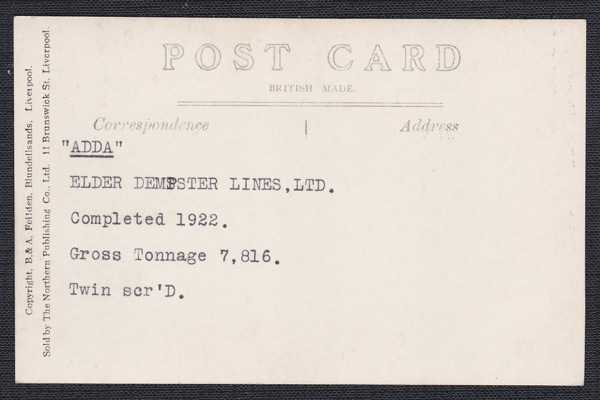 POST CARD
BRITISH MADE.
Correspondence | Address
"ADDA"
ELDER DEMPSTER LINES,LTD.
Completed 1922.
Gross Tonnage 7,816.
Twin scr'D.
Copyright, B.& A. Feilden, Blundellsands, Liverpool.
Sold by The Northern Publishing Co., Ltd. 11 Brunswick St. Liverpool.